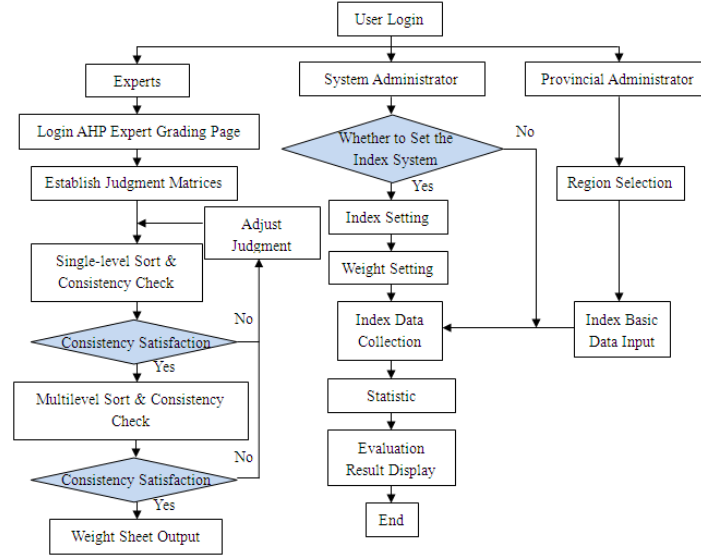 User Login
Experts
System Administrator
Provincial Administrator
Login AHP Expert Grading Page
Whether to Set the
Index System
No
Establish Judgment Matrices
Yes
Region Selection
Adjust
Judgment
Index Setting
Single-level Sort &
Consistency Check
Weight Setting
No
Index Data
Collection
Index Basic
Data Input
Consistency Satisfaction
Yes
Multilevel Sort & Consistency
Check
Statistic
No
Evaluation
Result Display
Consistency Satisfaction
Yes
End
Weight Sheet Output